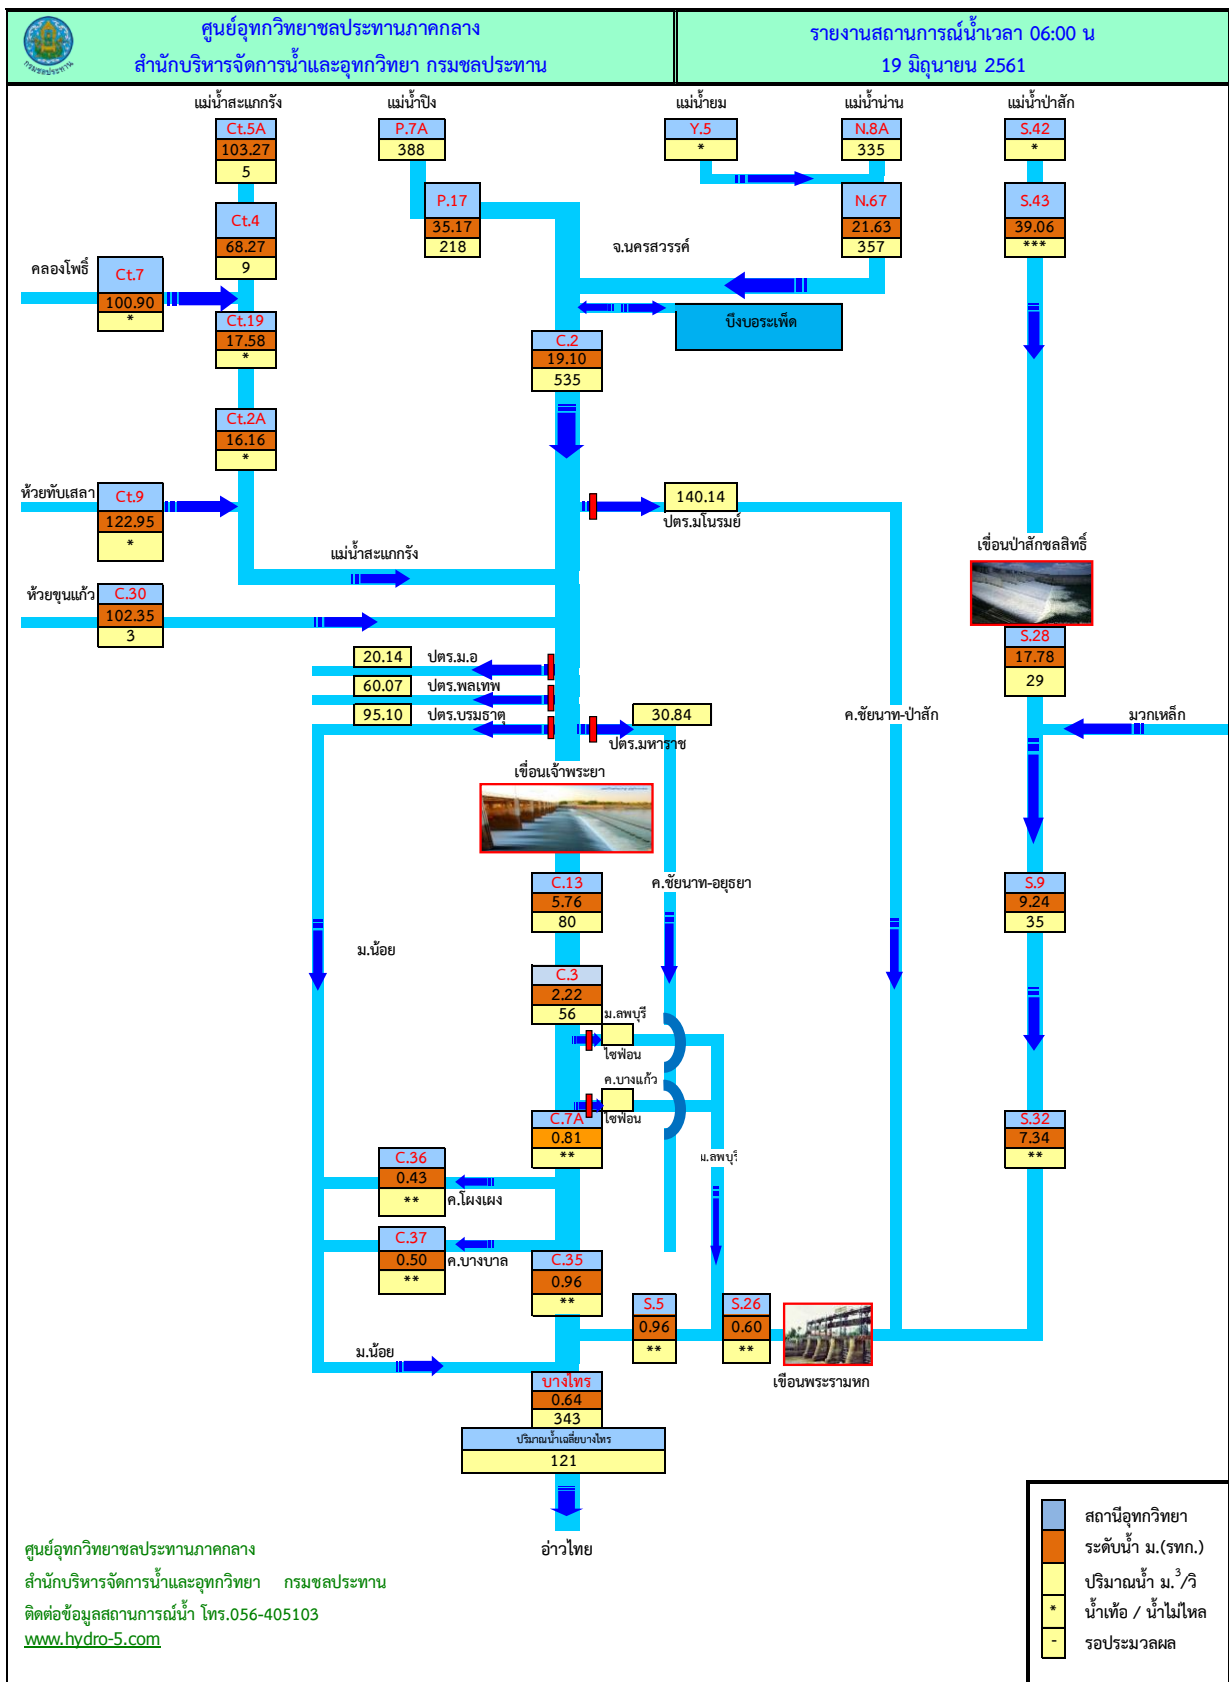 ศูนย์อุทกวิทยาชลประทานภาคกลาง
สำนักบริหารจัดการน้ำและอุทกวิทยา กรมชลประทาน
รายงานสถานการณ์น้ำเวลา 06:00 น
19 มิถุนายน 2561
กรมชลประทาน
แม่น้ำสะแกกรัง
แม่น้ำปิง
แม่น้ำยม
แม่น้ำน่าน
แม่น้ำป่าสัก
Ct.5A
103.27
5
P.7A
388
Y.5
*
N.8A
335
S.42
*
Ct.4
68.27
9
P.17
35.17
218
จ.นครสวรรค์
N.67
21.63
357
S.43
39.06
***
คลองโพธิ์
Ct.7
100.90
*
Ct.19
17.58
*
บึงบอระเพ็ด
C.2
19.10
535
Ct.2A
16.16
*
ห้วยทับเสลา
Ct.9
122.95
*
140.14
ปตร.มโนรมย์
แม่น้ำสะแกกรัง
เขื่อนป่าสักชลสิทธิ์
ห้วยขุนแก้ว
C.30
102.35
3
S.28
17.78
29
20.14 ปตร.ม.อ
60.07 ปตร.พลเทพ
95.10 ปตร.บรมธาตุ
30.84
ปตร.มหาราช
ค.ชัยนาท-ป่าสัก
มวกเหล็ก
เขื่อนเจ้าพระยา
C.13
5.76
80
ค.ชัยนาท-อยุธยา
S.9
9.24
35
ม.น้อย
C.3
2.22
56
ม.ลพบุรี
ไซฟ่อน
ค.บางแก้ว
ไซฟ่อน
C.7A
0.81
**
S.32
7.34
**
ม.ลพบุรี
C.36
0.43
**
ค.โผงเผง
C.37
0.50
**
ค.บางบาล
C.35
0.96
**
S.5
0.96
**
S.26
0.60
**
ม.น้อย
เขือนพระรามหก
บางไทร
0.64
343
ปริมาณน้ำเฉลี่ยบางไทร
121
อ่าวไทย
ศูนย์อุทกวิทยาชลประทานภาคกลาง
สำนักบริหารจัดการน้ำและอุทกวิทยา กรมชลประทาน
ติดต่อข้อมูลสถานการณ์น้ำ โทร.056-405103
www.hydro-5.com
สถานีอุทกวิทยา
ระดับน้ำ ม.(รทก.)
ปริมาณน้ำ ม.³/วิ
* น้ำเท้อ / น้ำไม่ไหล
- รอประมวลผล